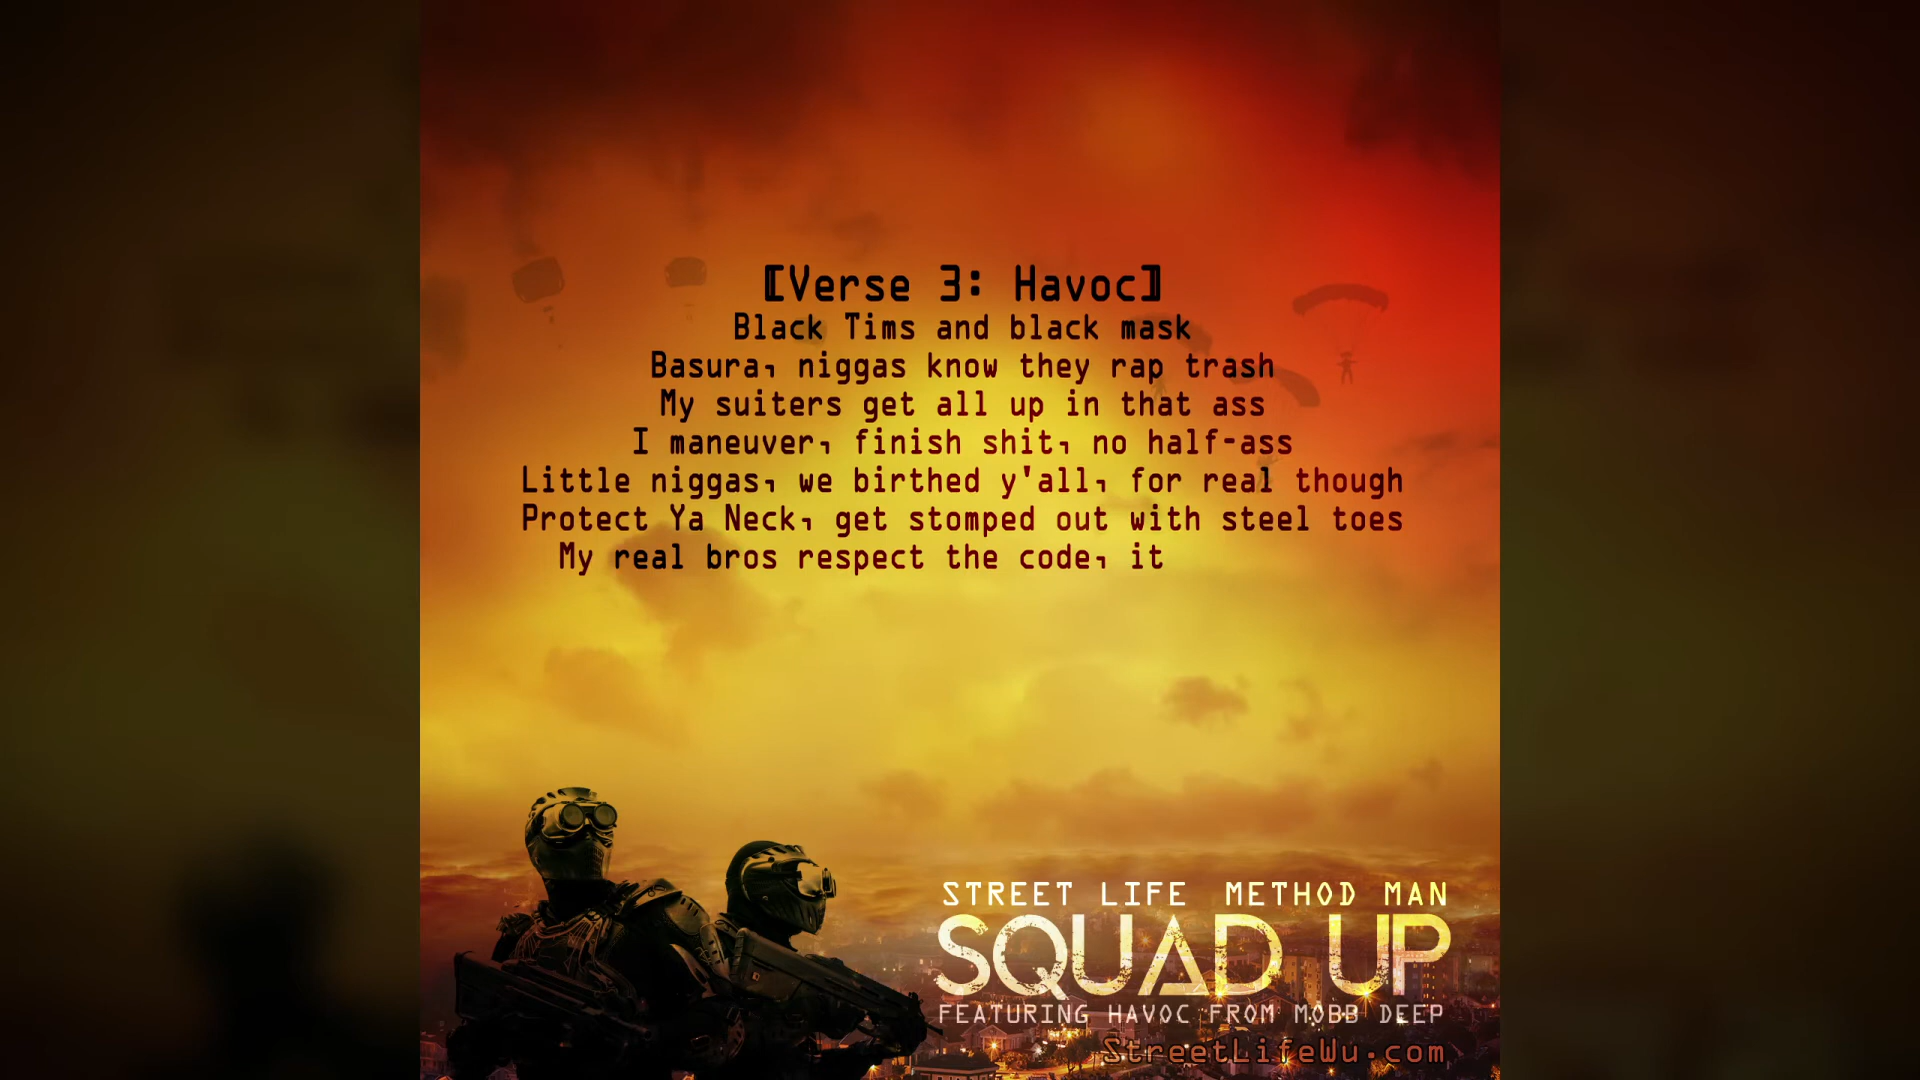 [Verse 3: Havoc]
Black Tims and black mask
Basura, niggas know they rap trash
My suiters get all up in that ass
I maneuver, finish shit, no half-ass
Little niggas, we birthed y'all, for real though
Protect Ya Neck, get stomped out with steel toes
My real bros respect the code, it
STREET LIFE METHOD MAN
SQUAD UP
FEATURING HAVOC FROM MOBB DEEP
StreetLifeWu.com